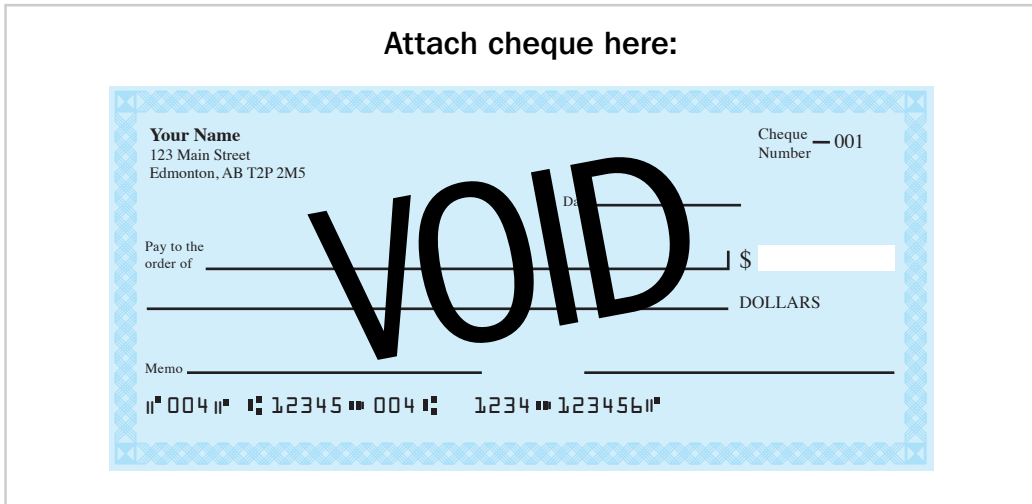 Attach cheque here:
Your Name
123 Main Street
Edmonton, AB T2P 2M5
Cheque Number — 001
VOID
Pay to the order of
$
DOLLARS
Memo
⑈004⑈ ⑆12345⑉004⑆ 1234⑉123456⑈